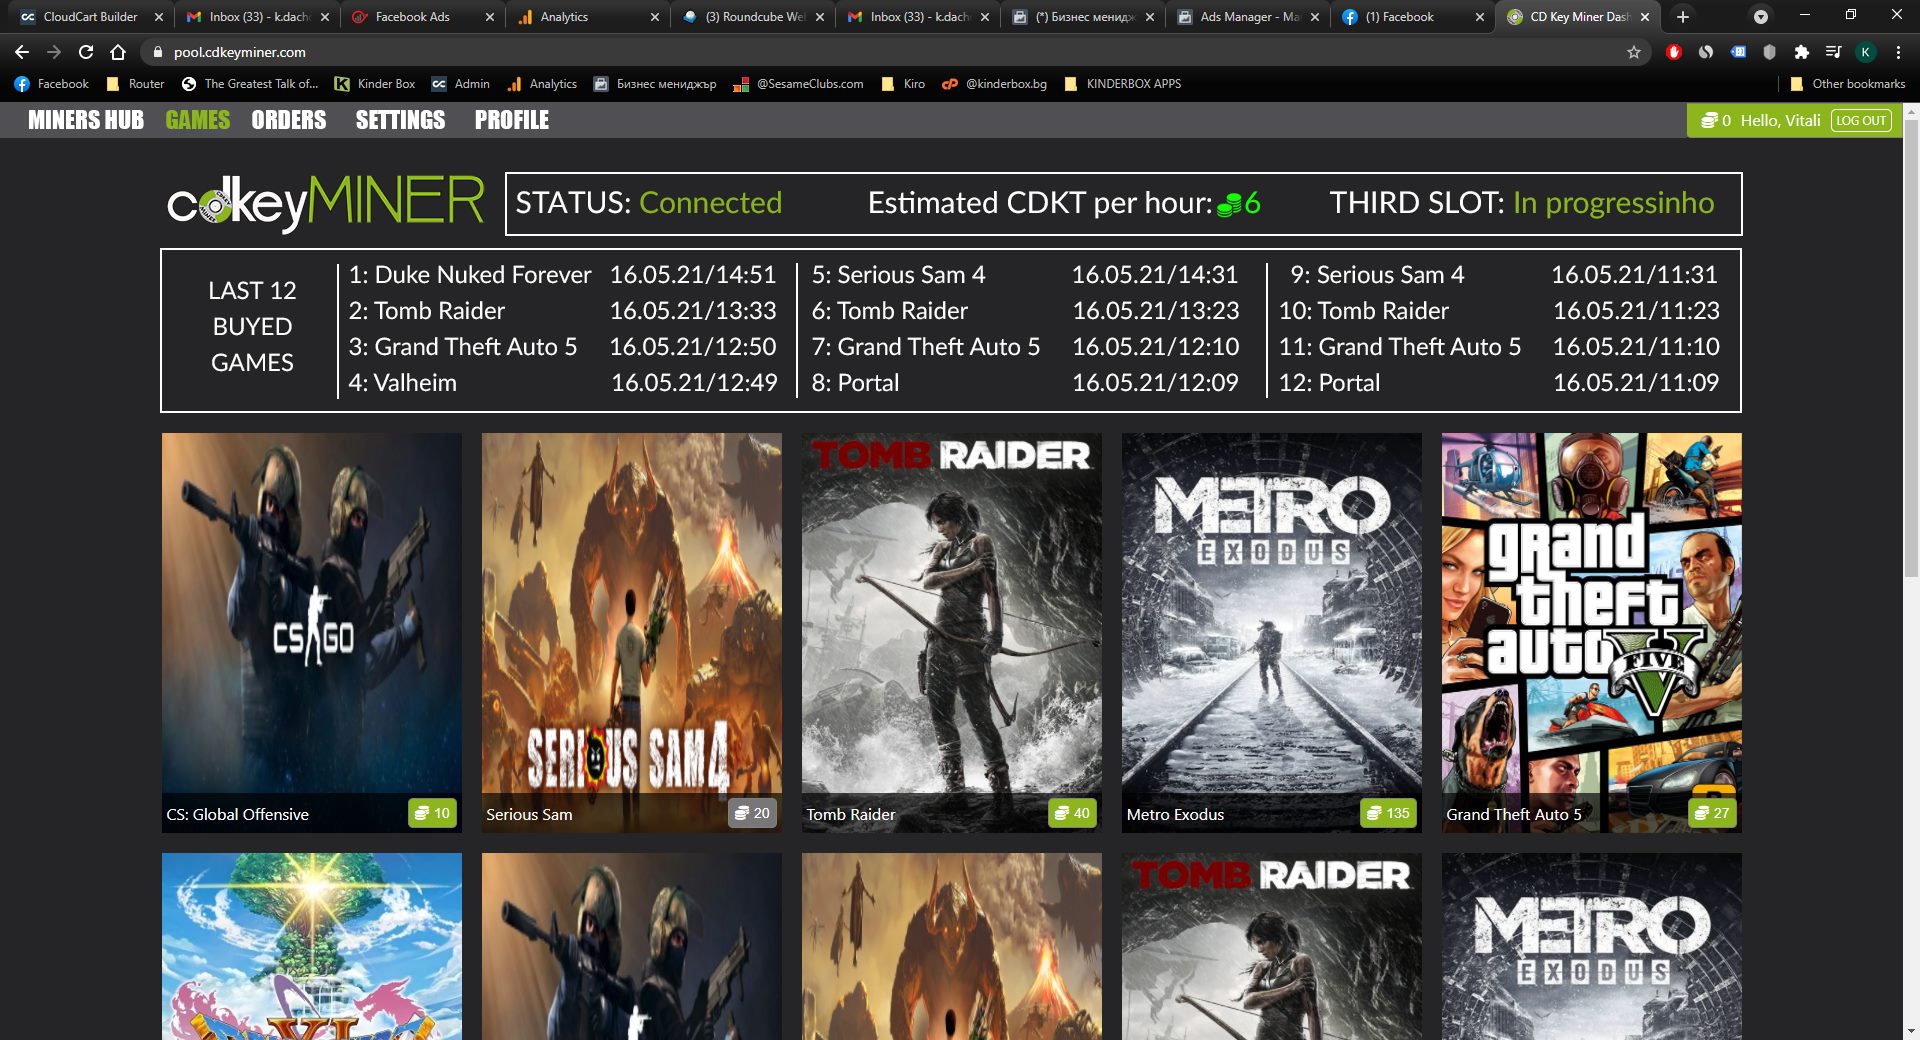 CloudCart Builder
Inbox (33) - k.dach
Facebook Ads
Analytics
(3) Roundcube We
Inbox (33) - k.dach
(*) Бизнес менидж
Ads Manager - Ma
(1) Facebook
CD Key Miner Dash
pool.cdkeyminer.com
K
Facebook
Router
The Greatest Talk of...
Kinder Box
Admin
Analytics
Бизнес мениджър
@SesameClubs.com
Kiro
@kinderbox.bg
KINDERBOX APPS
Other bookmarks
MINERS HUB GAMES ORDERS SETTINGS PROFILE
0 Hello, Vitali LOG OUT
cdkeyMINER
STATUS: Connected
Estimated CDKT per hour: 6
THIRD SLOT: In progressinho
LAST 12
BUYED
GAMES
1: Duke Nuked Forever 16.05.21/14:51
2: Tomb Raider 16.05.21/13:33
3: Grand Theft Auto 5 16.05.21/12:50
4: Valheim 16.05.21/12:49
5: Serious Sam 4 16.05.21/14:31
6: Tomb Raider 16.05.21/13:23
7: Grand Theft Auto 5 16.05.21/12:10
8: Portal 16.05.21/12:09
9: Serious Sam 4 16.05.21/11:31
10: Tomb Raider 16.05.21/11:23
11: Grand Theft Auto 5 16.05.21/11:10
12: Portal 16.05.21/11:09
CS GO
CS: Global Offensive 10
SERIOUS SAM 4
Serious Sam 20
TOMB RAIDER
Tomb Raider 40
METRO
EXODUS
Metro Exodus 135
grand
theft
auto V
FIVE
Grand Theft Auto 5 27
XI
TOMB RAIDER
METRO
EXODUS